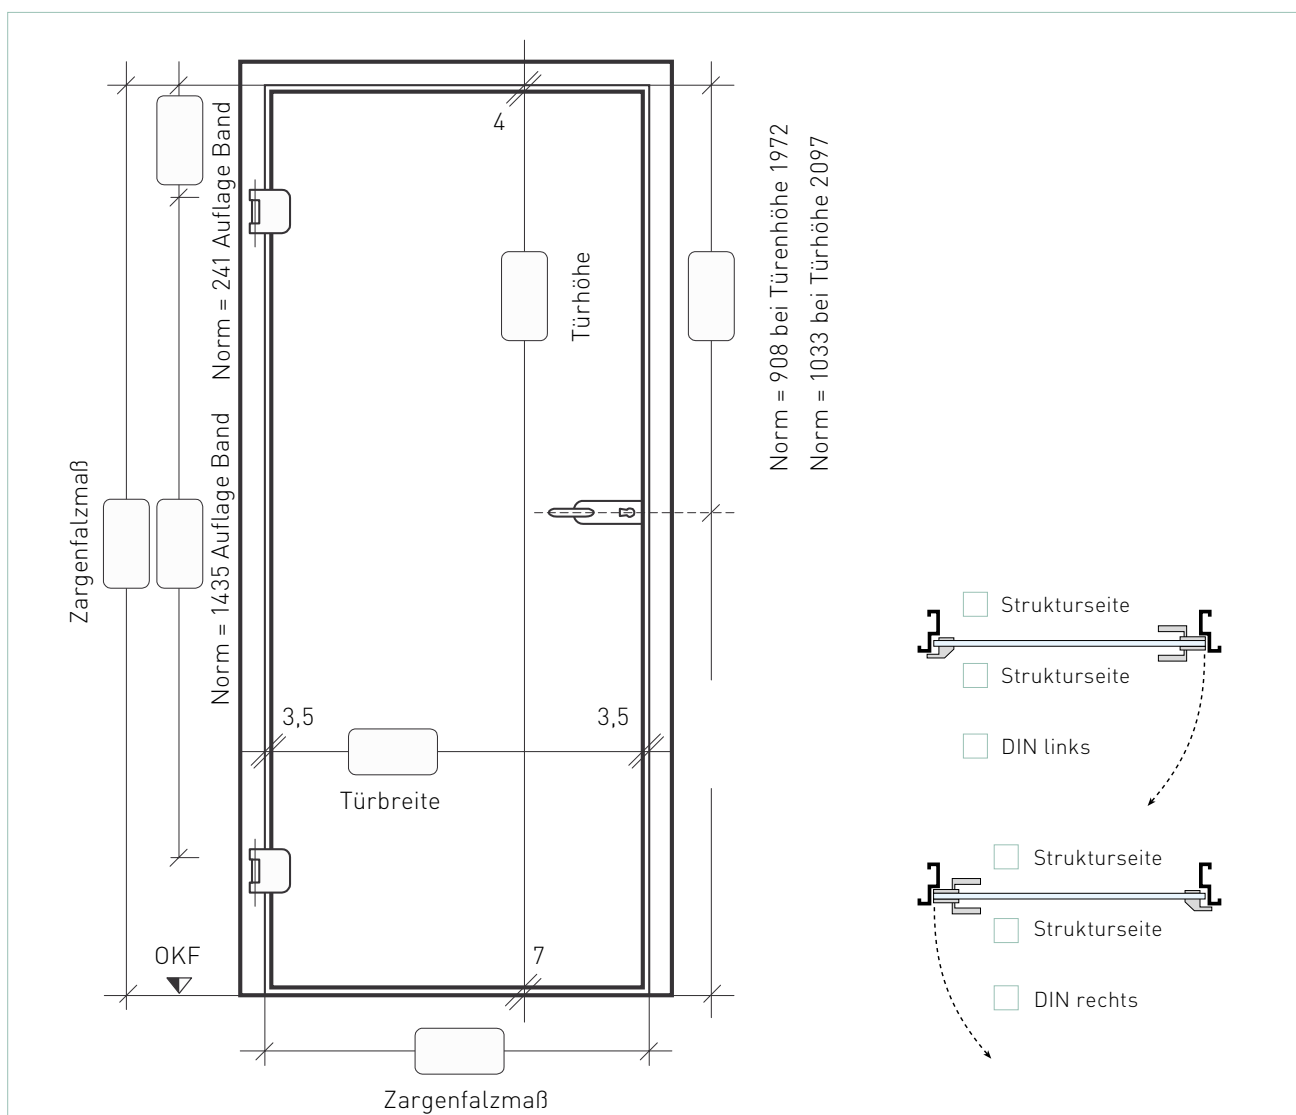 4
Norm = 241 Auflage Band
Norm = 908 bei Türenhöhe 1972
Norm = 1033 bei Türhöhe 2097
Türhöhe
Zargenfalzmaß
Norm = 1435 Auflage Band
Strukturseite
Strukturseite
DIN links
3,5
3,5
Türbreite
Strukturseite
Strukturseite
DIN rechts
OKF
7
Zargenfalzmaß